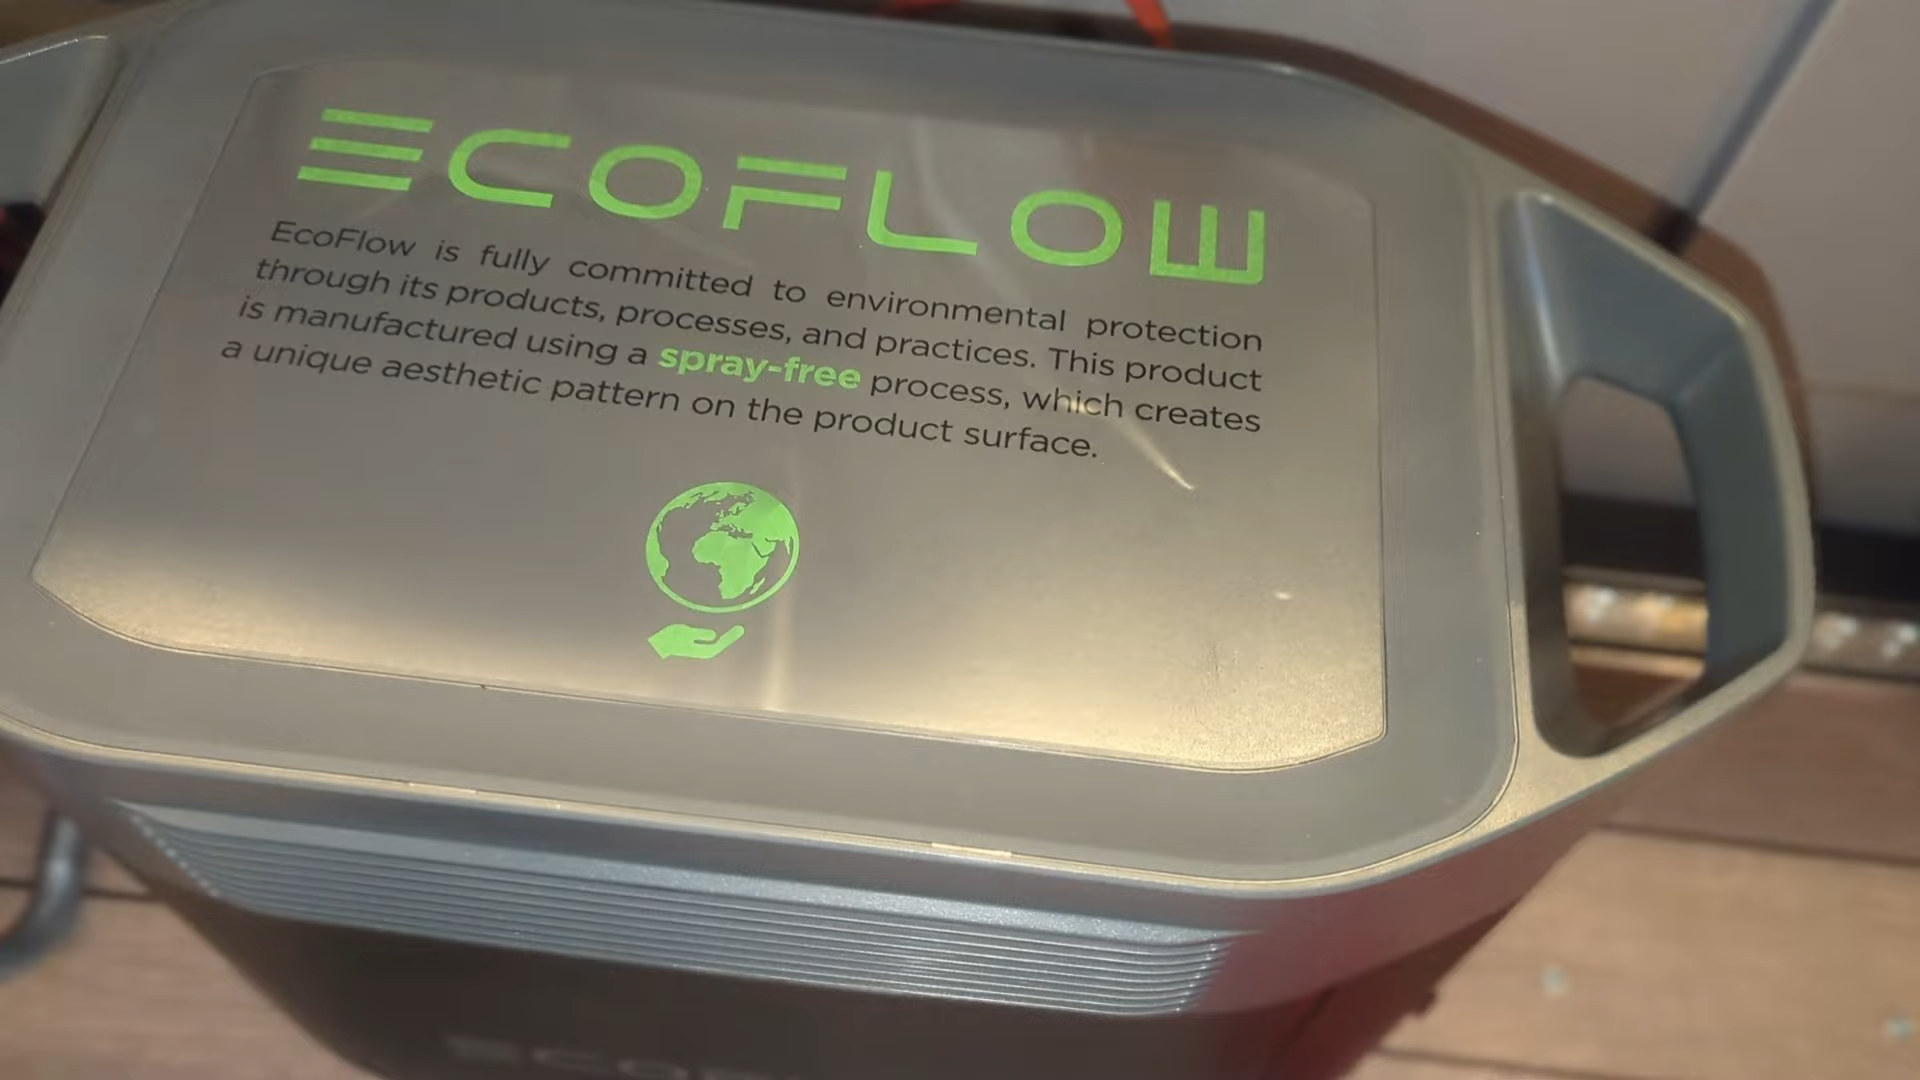 ECOFLOW
EcoFlow is fully committed to environmental protection
through its products, processes, and practices. This product
is manufactured using a spray-free process, which creates
a unique aesthetic pattern on the product surface.